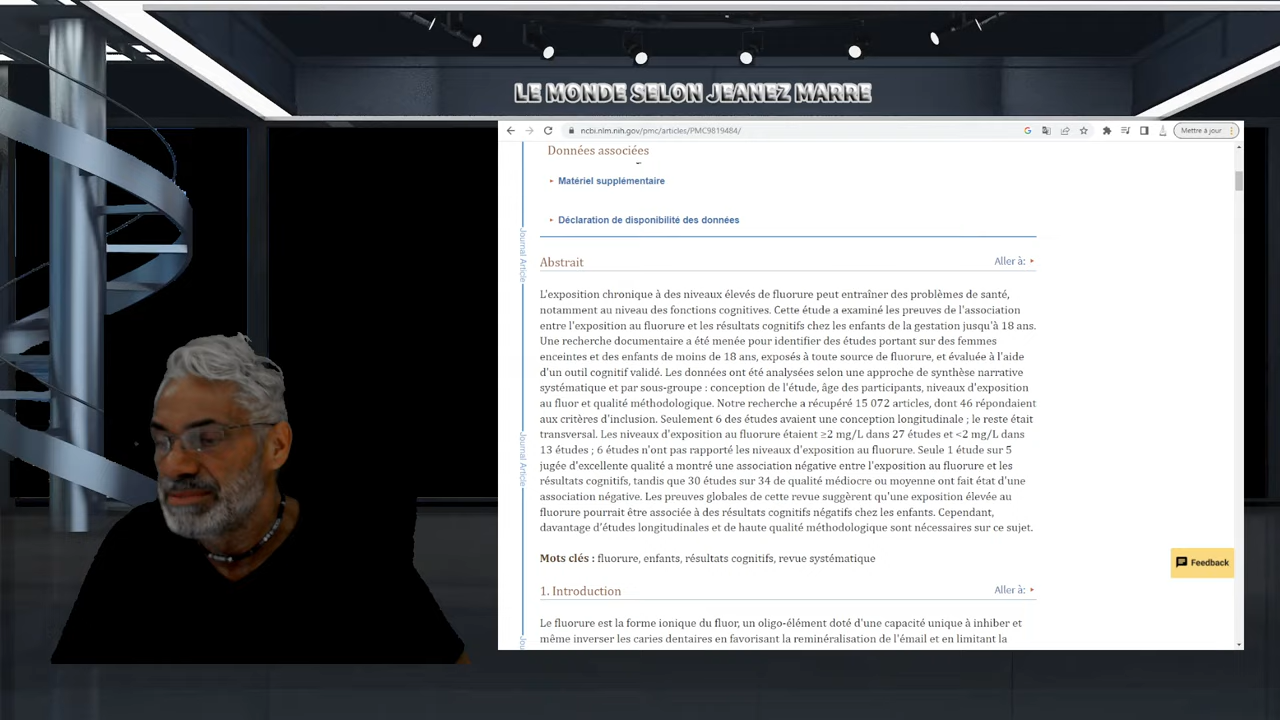 LE MONDE SELON JEANEZ MARRE
ncbi.nlm.nih.gov/pmc/articles/PMC9819484/
Mettre à jour
Données associées
Matériel supplémentaire
Déclaration de disponibilité des données
Journal Article
Abstrait
Aller à:
L'exposition chronique à des niveaux élevés de fluorure peut entraîner des problèmes de santé,
notamment au niveau des fonctions cognitives. Cette étude a examiné les preuves de l'association
entre l'exposition au fluorure et les résultats cognitifs chez les enfants de la gestation jusqu'à 18 ans.
Une recherche documentaire a été menée pour identifier des études portant sur des femmes
enceintes et des enfants de moins de 18 ans, exposés à toute source de fluorure, et évaluée à l'aide
d'un outil cognitif validé. Les données ont été analysées selon une approche de synthèse narrative
systématique et par sous-groupe : conception de l'étude, âge des participants, niveaux d'exposition
au fluor et qualité méthodologique. Notre recherche a récupéré 15 072 articles, dont 46 répondaient
aux critères d'inclusion. Seulement 6 des études avaient une conception longitudinale ; le reste était
transversal. Les niveaux d'exposition au fluorure étaient ≥2 mg/L dans 27 études et <2 mg/L dans
13 études ; 6 études n'ont pas rapporté les niveaux d'exposition au fluorure. Seule 1 étude sur 5
jugée d'excellente qualité a montré une association négative entre l'exposition au fluorure et les
résultats cognitifs, tandis que 30 études sur 34 de qualité médiocre ou moyenne ont fait état d'une
association négative. Les preuves globales de cette revue suggèrent qu'une exposition élevée au
fluorure pourrait être associée à des résultats cognitifs négatifs chez les enfants. Cependant,
davantage d'études longitudinales et de haute qualité méthodologique sont nécessaires sur ce sujet.
Journal Article
Mots clés : fluorure, enfants, résultats cognitifs, revue systématique
Feedback
1. Introduction
Aller à:
Le fluorure est la forme ionique du fluor, un oligo-élément doté d'une capacité unique à inhiber et
même inverser les caries dentaires en favorisant la reminéralisation de l'émail et en limitant la
Jou